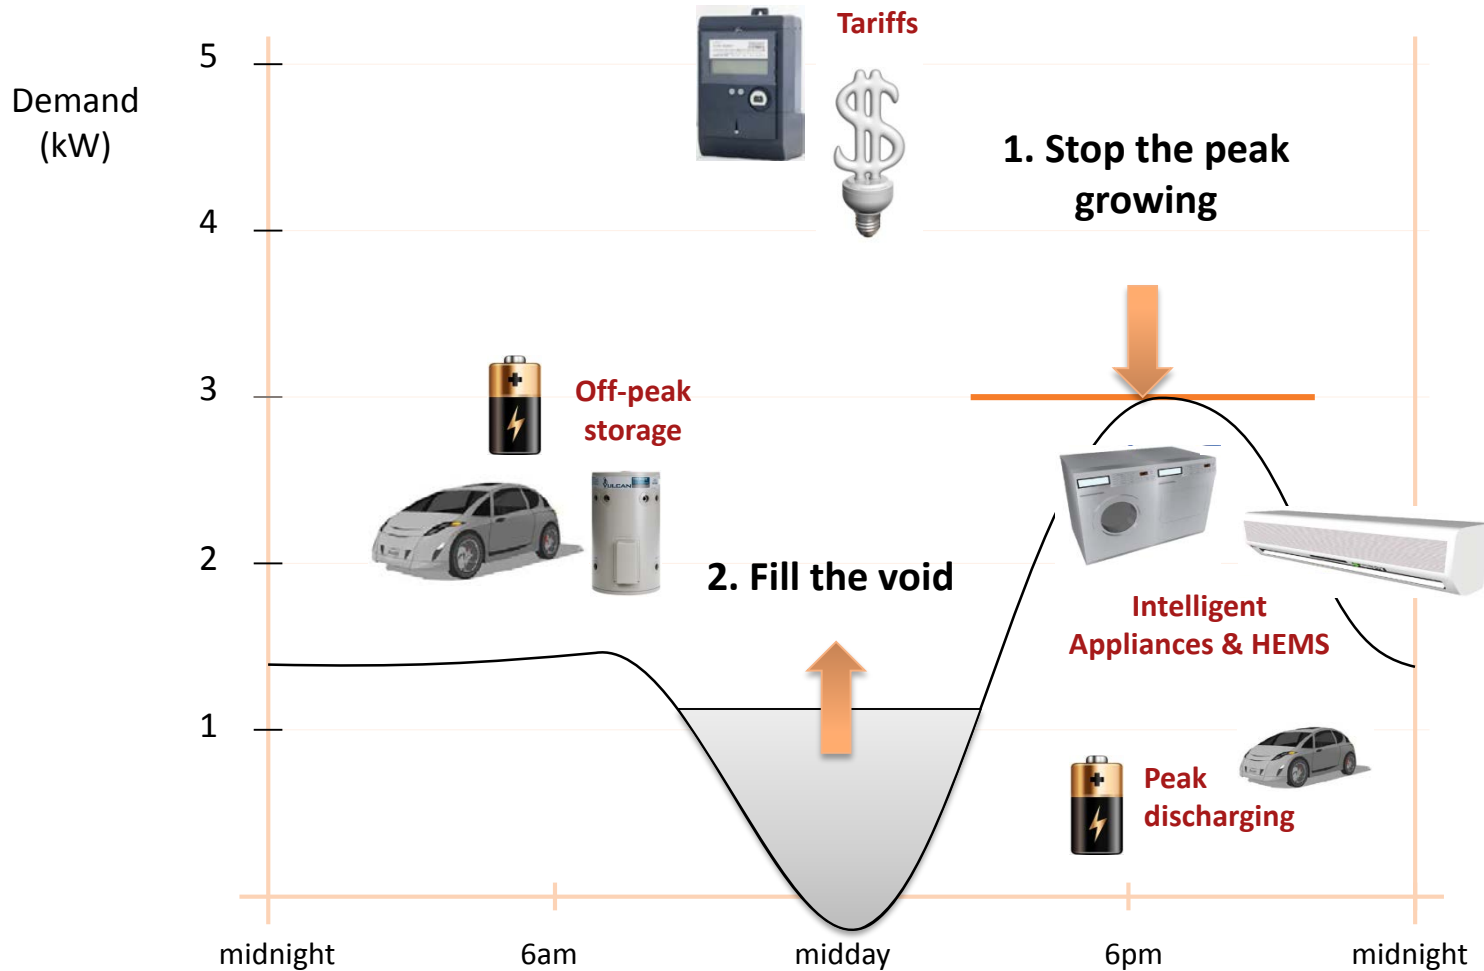 Tariffs
5
Demand
(kW)
1. Stop the peak
growing
4
3
Off-peak
storage
VULCAN
2
2. Fill the void
Intelligent
Appliances & HEMS
1
Peak
discharging
midnight
6am
midday
6pm
midnight